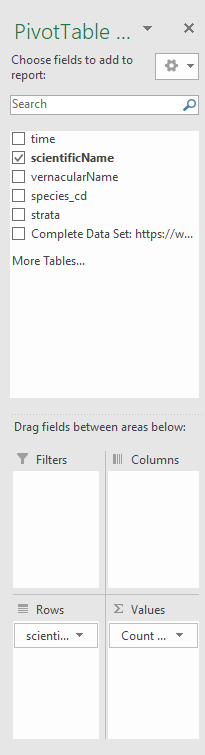 PivotTable ...
Choose fields to add to
report:
Search
time
scientificName
vernacularName
species_cd
strata
Complete Data Set: https://w...
More Tables...
Drag fields between areas below:
Filters
Columns
Rows
Values
scienti...
Count ...